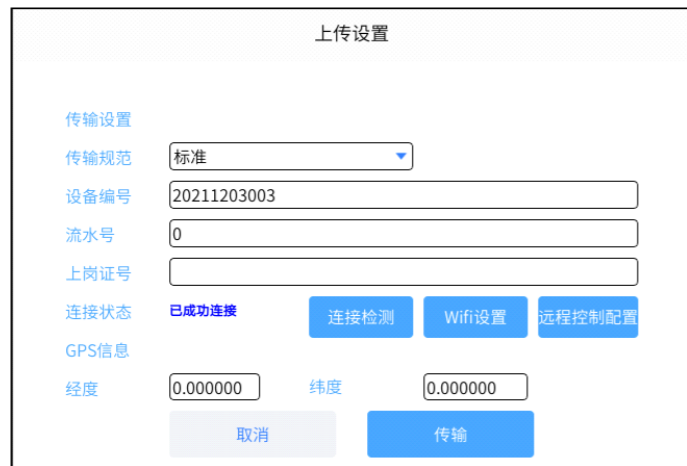 上传设置
传输设置
传输规范 标准
设备编号 20211203003
流水号 0
上岗证号
连接状态 已成功连接 连接检测 Wifi设置 远程控制配置
GPS信息
经度 0.000000 纬度 0.000000
取消 传输